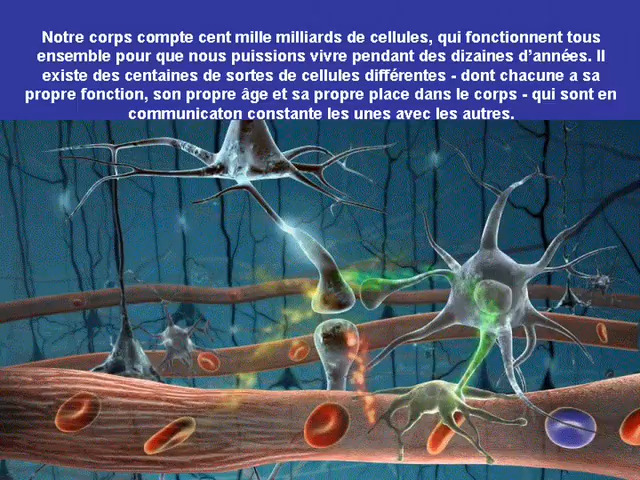 Notre corps compte cent mille milliards de cellules, qui fonctionnent tous
ensemble pour que nous puissions vivre pendant des dizaines d’années. Il
existe des centaines de sortes de cellules différentes - dont chacune a sa
propre fonction, son propre âge et sa propre place dans le corps - qui sont en
communicaton constante les unes avec les autres.